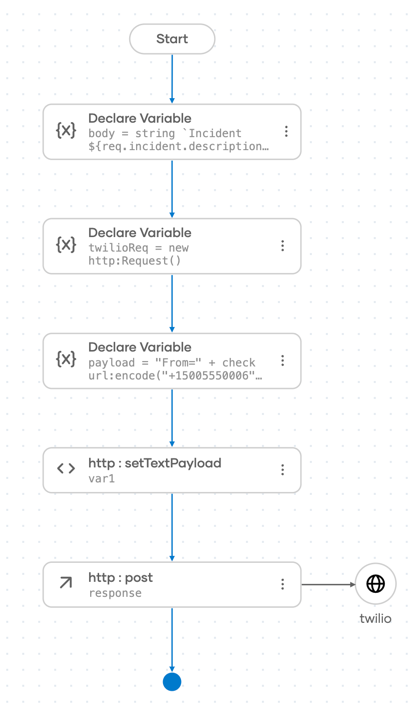 Start
Declare Variable
body = string `Incident
${req.incident.description…
Declare Variable
twilioReq = new
http:Request()
Declare Variable
payload = "From=" + check
url:encode("+15005550006"…
http : setTextPayload
var1
http : post
response
twilio